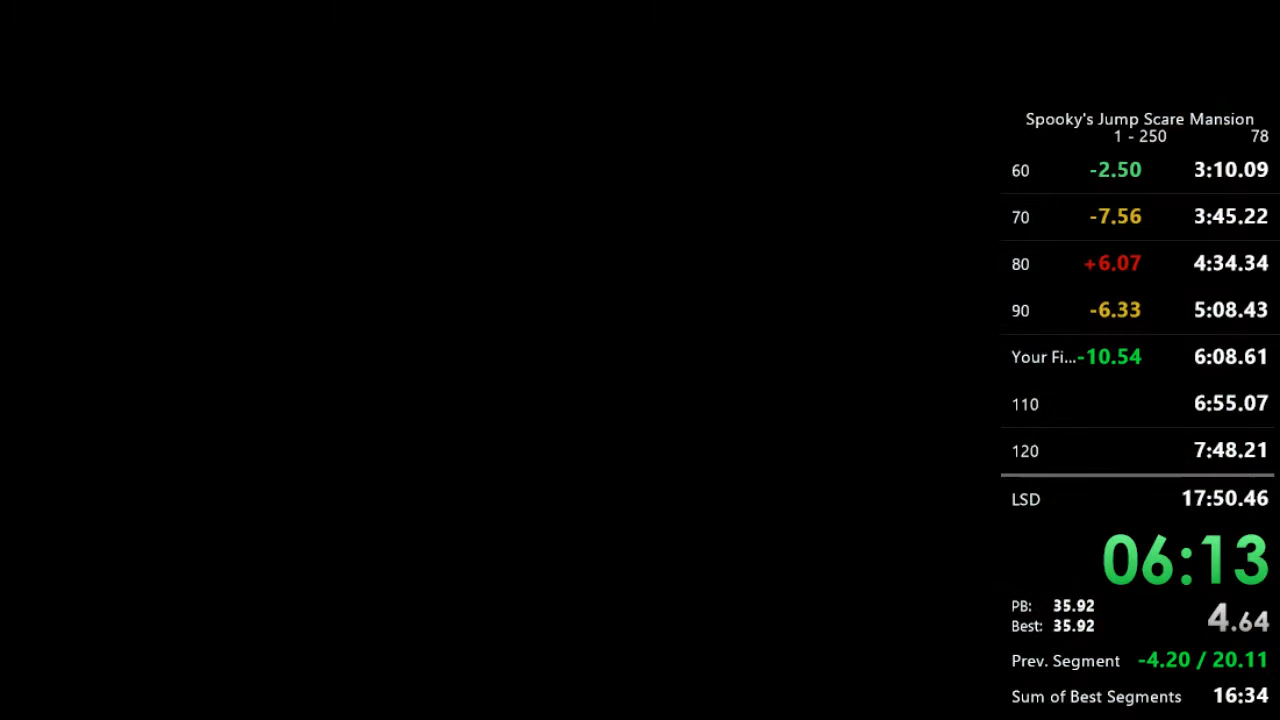 Spooky's Jump Scare Mansion
1 - 250 78
60 -2.50 3:10.09
70 -7.56 3:45.22
80 +6.07 4:34.34
90 -6.33 5:08.43
Your Fi... -10.54 6:08.61
110 6:55.07
120 7:48.21
LSD 17:50.46
06:13
PB: 35.92
Best: 35.92
4.64
Prev. Segment -4.20 / 20.11
Sum of Best Segments 16:34